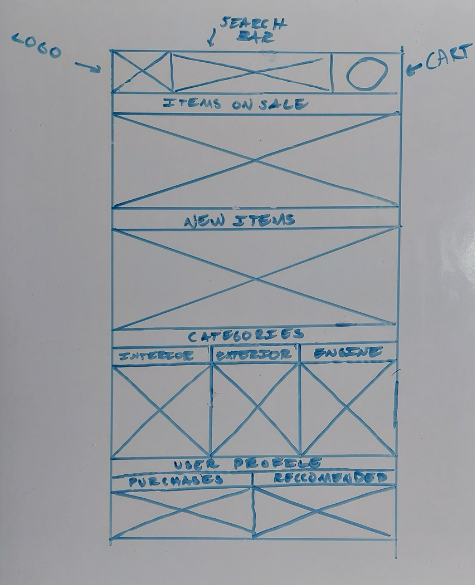 SEARCH
BAR
LOGO
CART
ITEMS ON SALE
NEW ITEMS
CATEGORIES
INTERIOR EXTERIOR ENGINE
USER PROFILE
PURCHASES RECCOMENDED